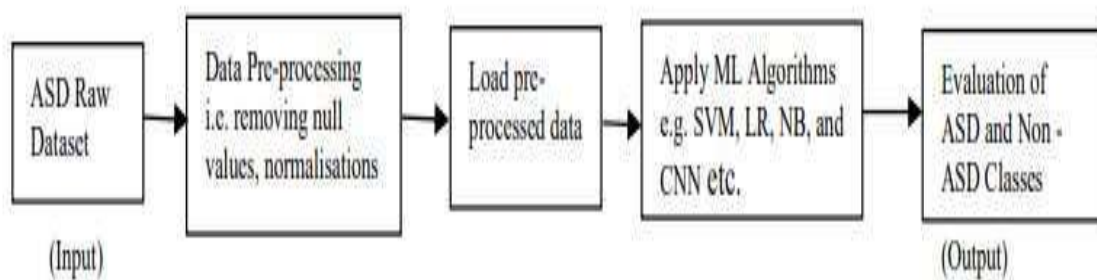 ASD Raw
Dataset
(Input)
Data Pre-processing
i.e. removing null
values, normalisations
Load pre-
processed data
Apply ML Algorithms
e.g. SVM, LR, NB, and
CNN etc.
Evaluation of
ASD and Non -
ASD Classes
(Output)